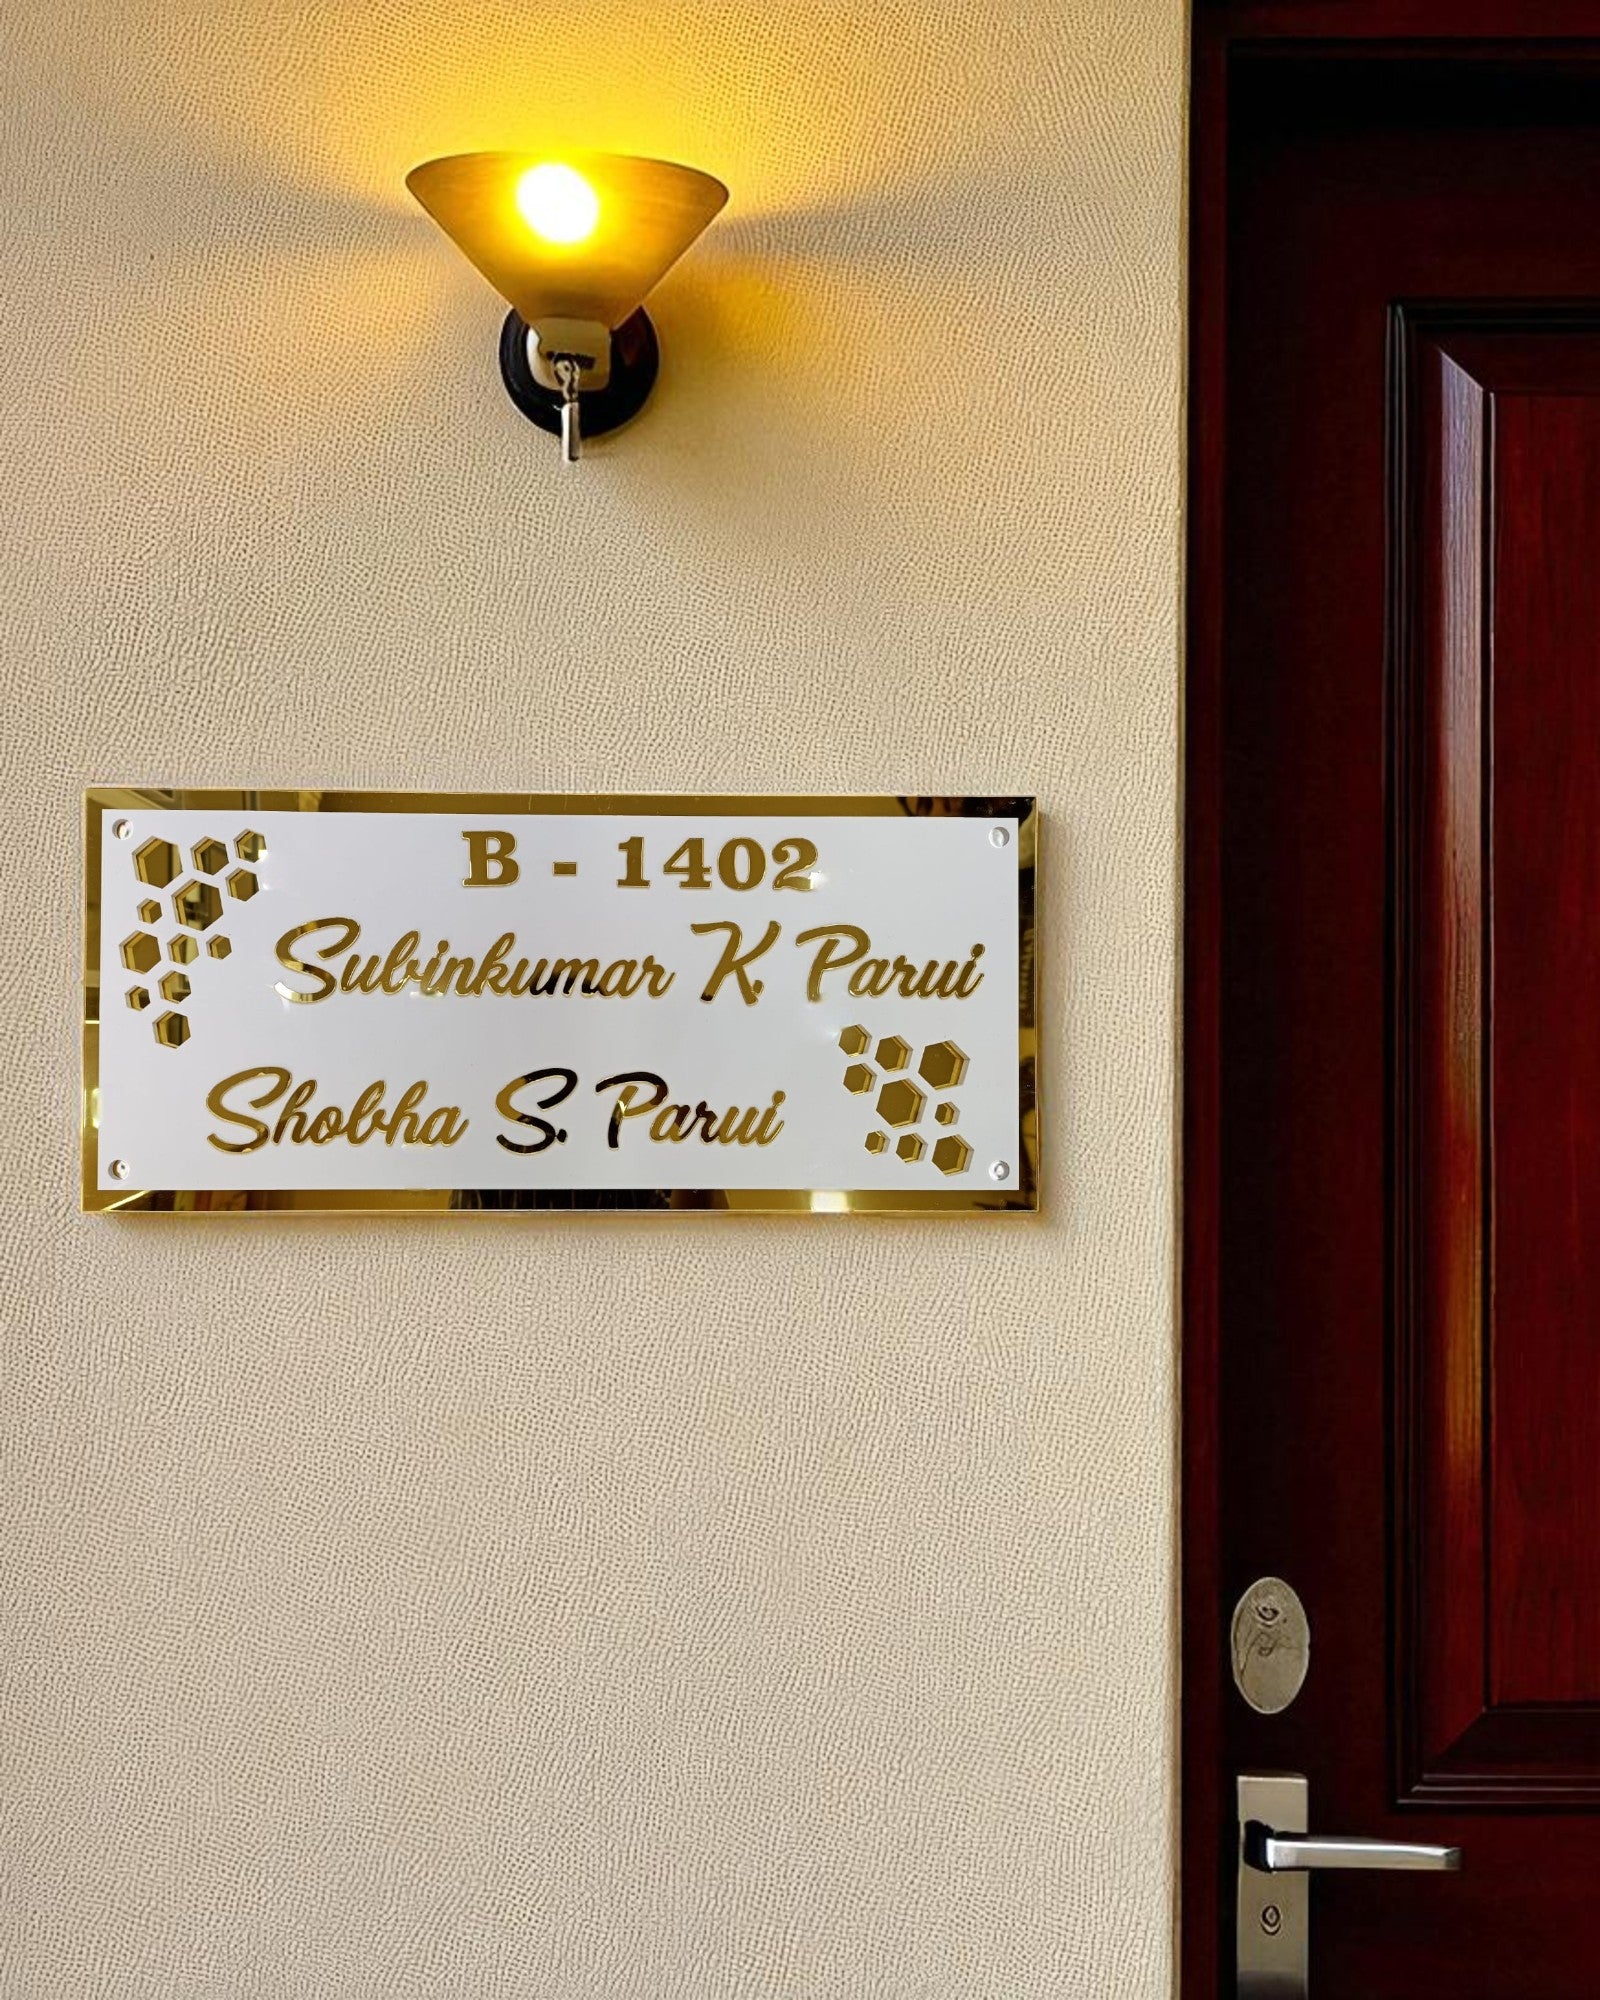 B - 1402
Subinkumar K. Parui
Shobha S. Parui